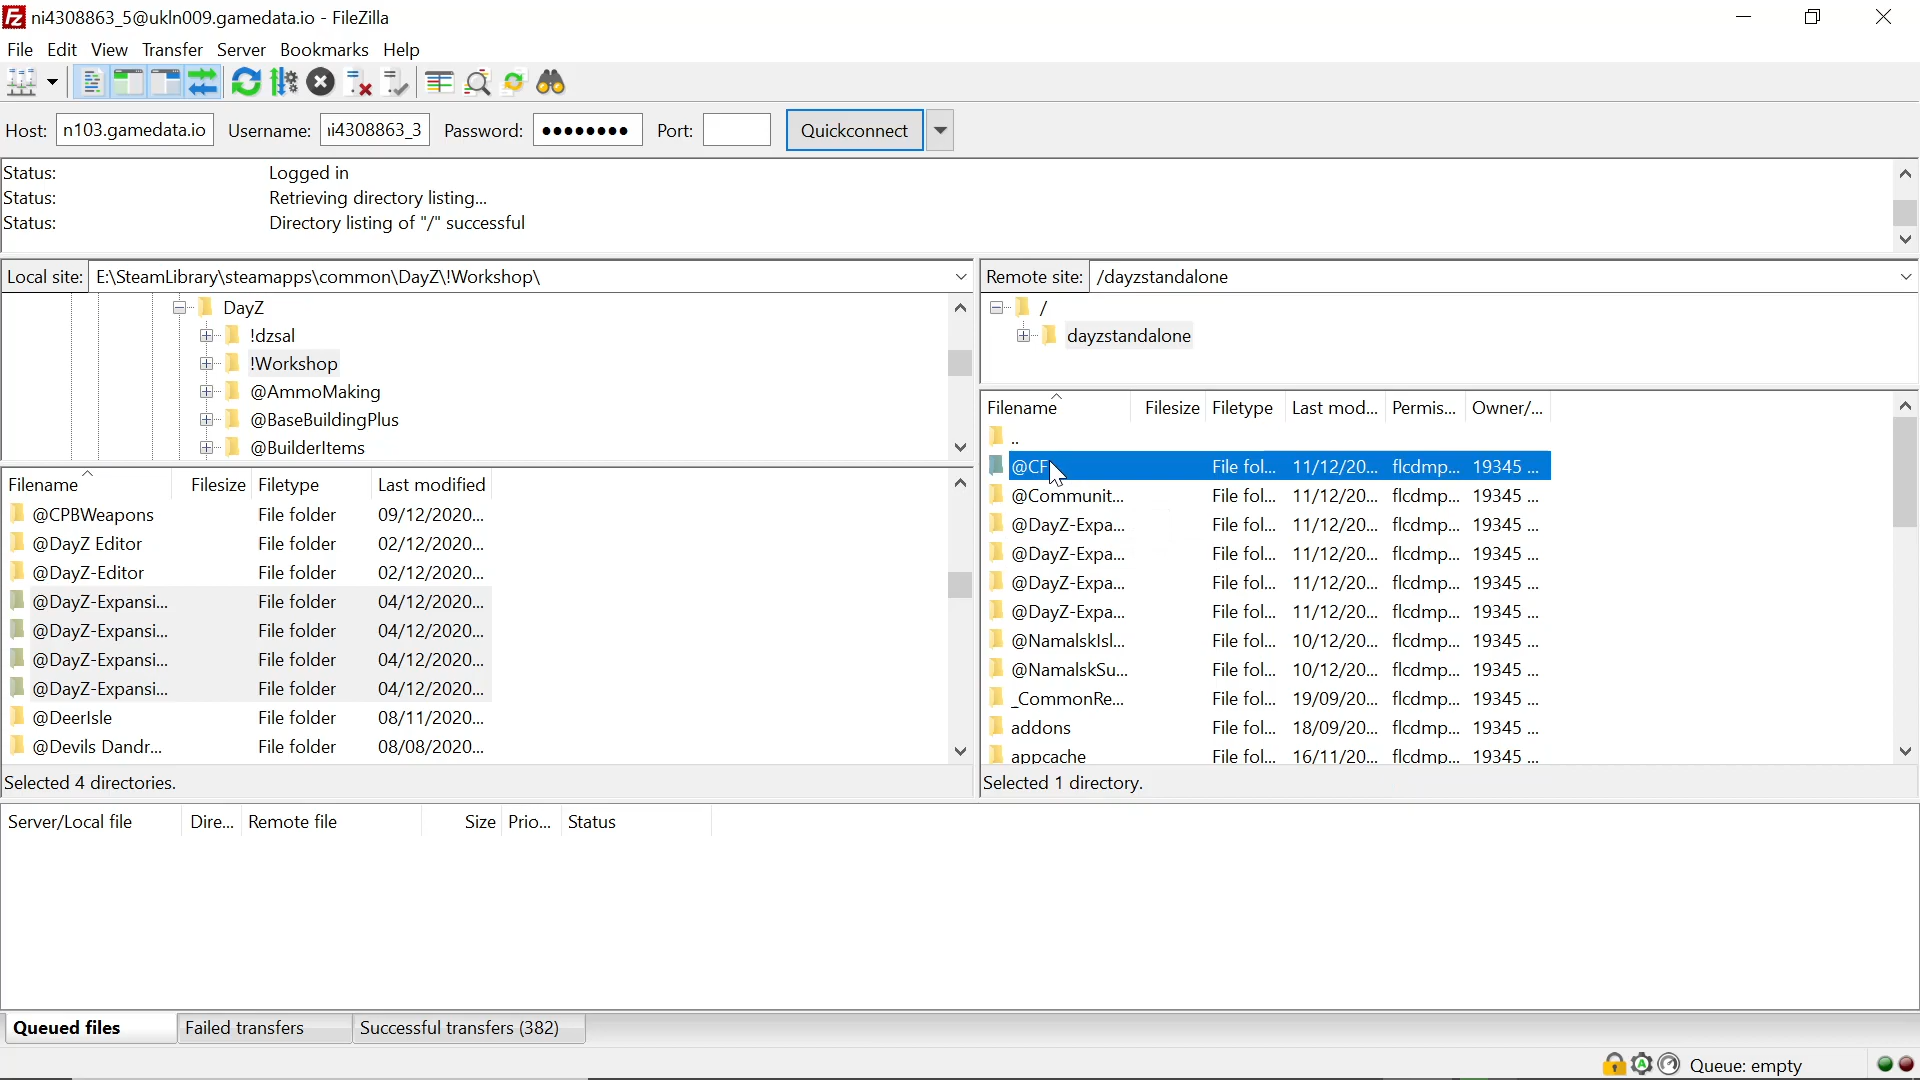 ni4308863_5@ukln009.gamedata.io - FileZilla
File Edit View Transfer Server Bookmarks Help
Host: n103.gamedata.io Username: ni4308863_3 Password: ●●●●●●●● Port: Quickconnect
Status: Logged in
Status: Retrieving directory listing...
Status: Directory listing of "/" successful
Local site: E:\SteamLibrary\steamapps\common\DayZ\!Workshop\
DayZ
!dzsal
!Workshop
@AmmoMaking
@BaseBuildingPlus
@BuilderItems
Filename Filesize Filetype Last modified
@CPBWeapons File folder 09/12/2020...
@DayZ Editor File folder 02/12/2020...
@DayZ-Editor File folder 02/12/2020...
@DayZ-Expansi... File folder 04/12/2020...
@DayZ-Expansi... File folder 04/12/2020...
@DayZ-Expansi... File folder 04/12/2020...
@DayZ-Expansi... File folder 04/12/2020...
@DeerIsle File folder 08/11/2020...
@Devils Dandr... File folder 08/08/2020...
Selected 4 directories.
Remote site: /dayzstandalone
/
dayzstandalone
Filename Filesize Filetype Last mod... Permis... Owner/...
..
@CF File fol... 11/12/20... flcdmp... 19345 ...
@Communit... File fol... 11/12/20... flcdmp... 19345 ...
@DayZ-Expa... File fol... 11/12/20... flcdmp... 19345 ...
@DayZ-Expa... File fol... 11/12/20... flcdmp... 19345 ...
@DayZ-Expa... File fol... 11/12/20... flcdmp... 19345 ...
@DayZ-Expa... File fol... 11/12/20... flcdmp... 19345 ...
@NamalskIsl... File fol... 10/12/20... flcdmp... 19345 ...
@NamalskSu... File fol... 10/12/20... flcdmp... 19345 ...
_CommonRe... File fol... 19/09/20... flcdmp... 19345 ...
addons File fol... 18/09/20... flcdmp... 19345 ...
appcache File fol... 16/11/20... flcdmp... 19345 ...
Selected 1 directory.
Server/Local file Dire... Remote file Size Prio... Status
Queued files Failed transfers Successful transfers (382)
Queue: empty